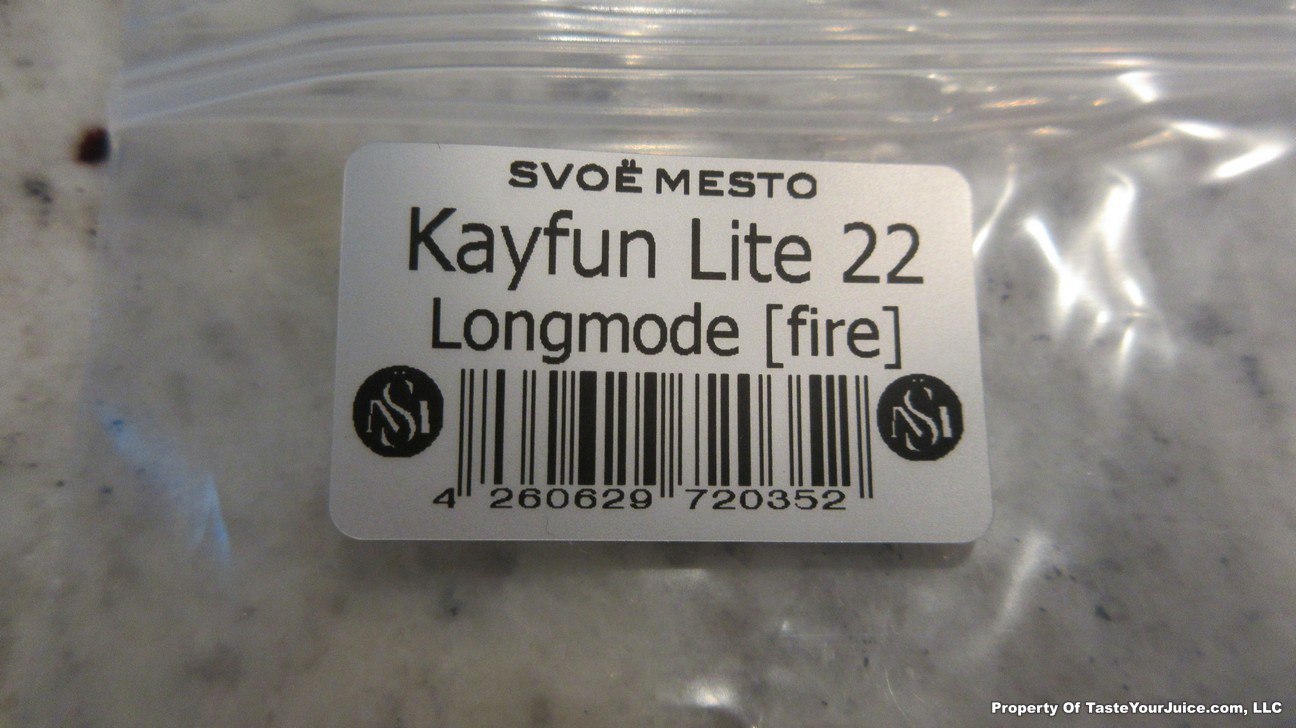 SVOË MESTO
Kayfun Lite 22
Longmode [fire]
4 260629 720352
Property Of TasteYourJuice.com, LLC